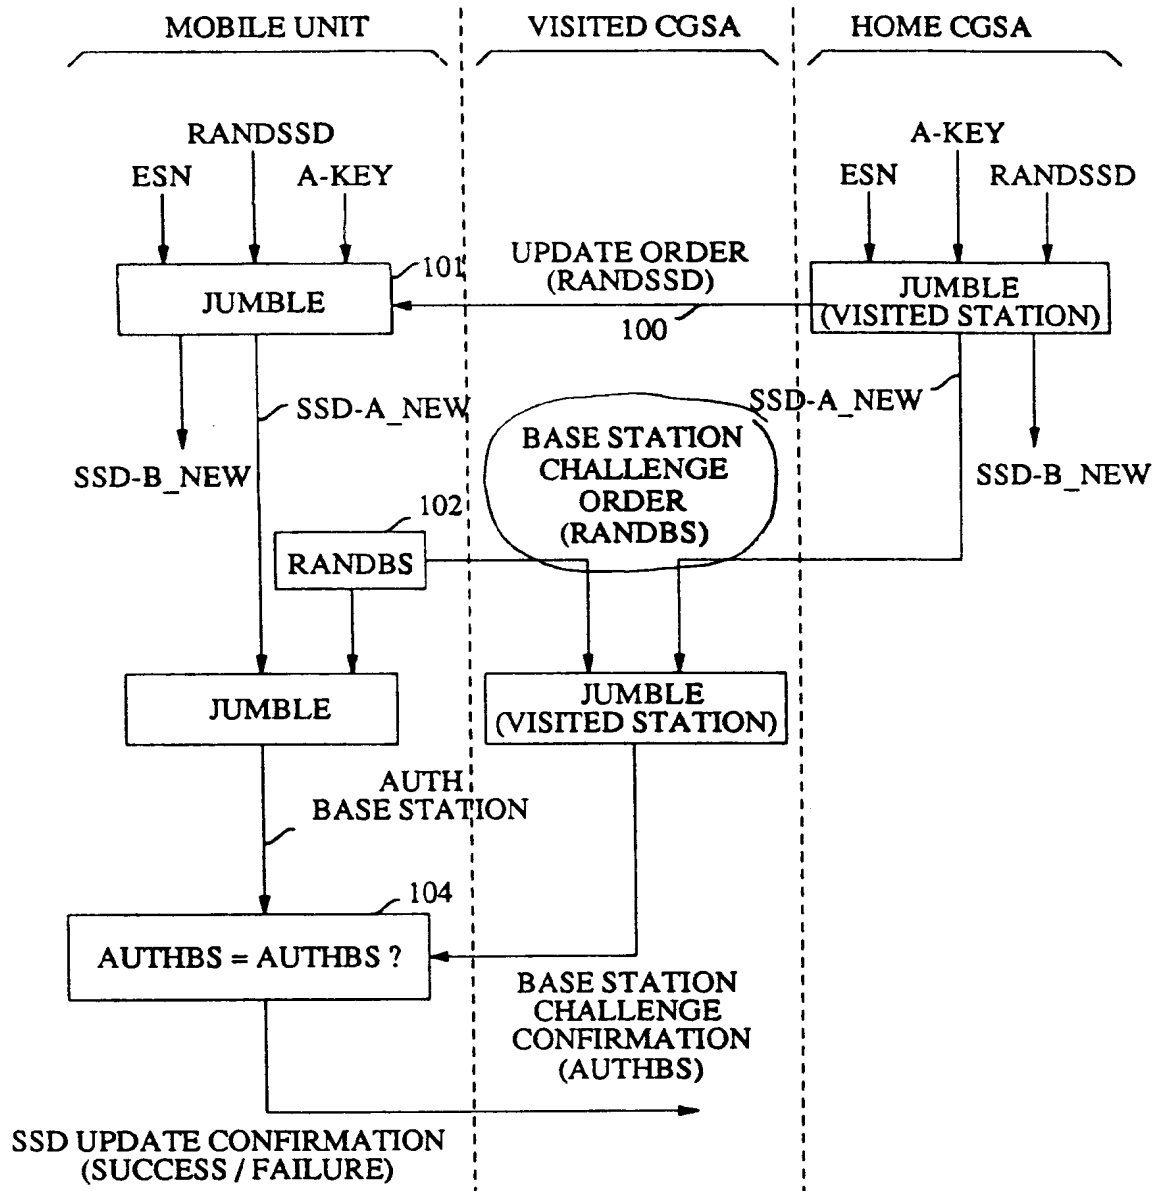 MOBILE UNIT
VISITED CGSA
HOME CGSA
RANDSSD
ESN
A-KEY
A-KEY
ESN
RANDSSD
101
JUMBLE
UPDATE ORDER
(RANDSSD)
100
JUMBLE
(VISITED STATION)
SSD-A_NEW
SSD-B_NEW
SSD-A_NEW
SSD-B_NEW
BASE STATION
CHALLENGE
ORDER
(RANDBS)
102
RANDBS
JUMBLE
JUMBLE
(VISITED STATION)
AUTH
BASE STATION
104
AUTHBS = AUTHBS ?
BASE STATION
CHALLENGE
CONFIRMATION
(AUTHBS)
SSD UPDATE CONFIRMATION
(SUCCESS / FAILURE)